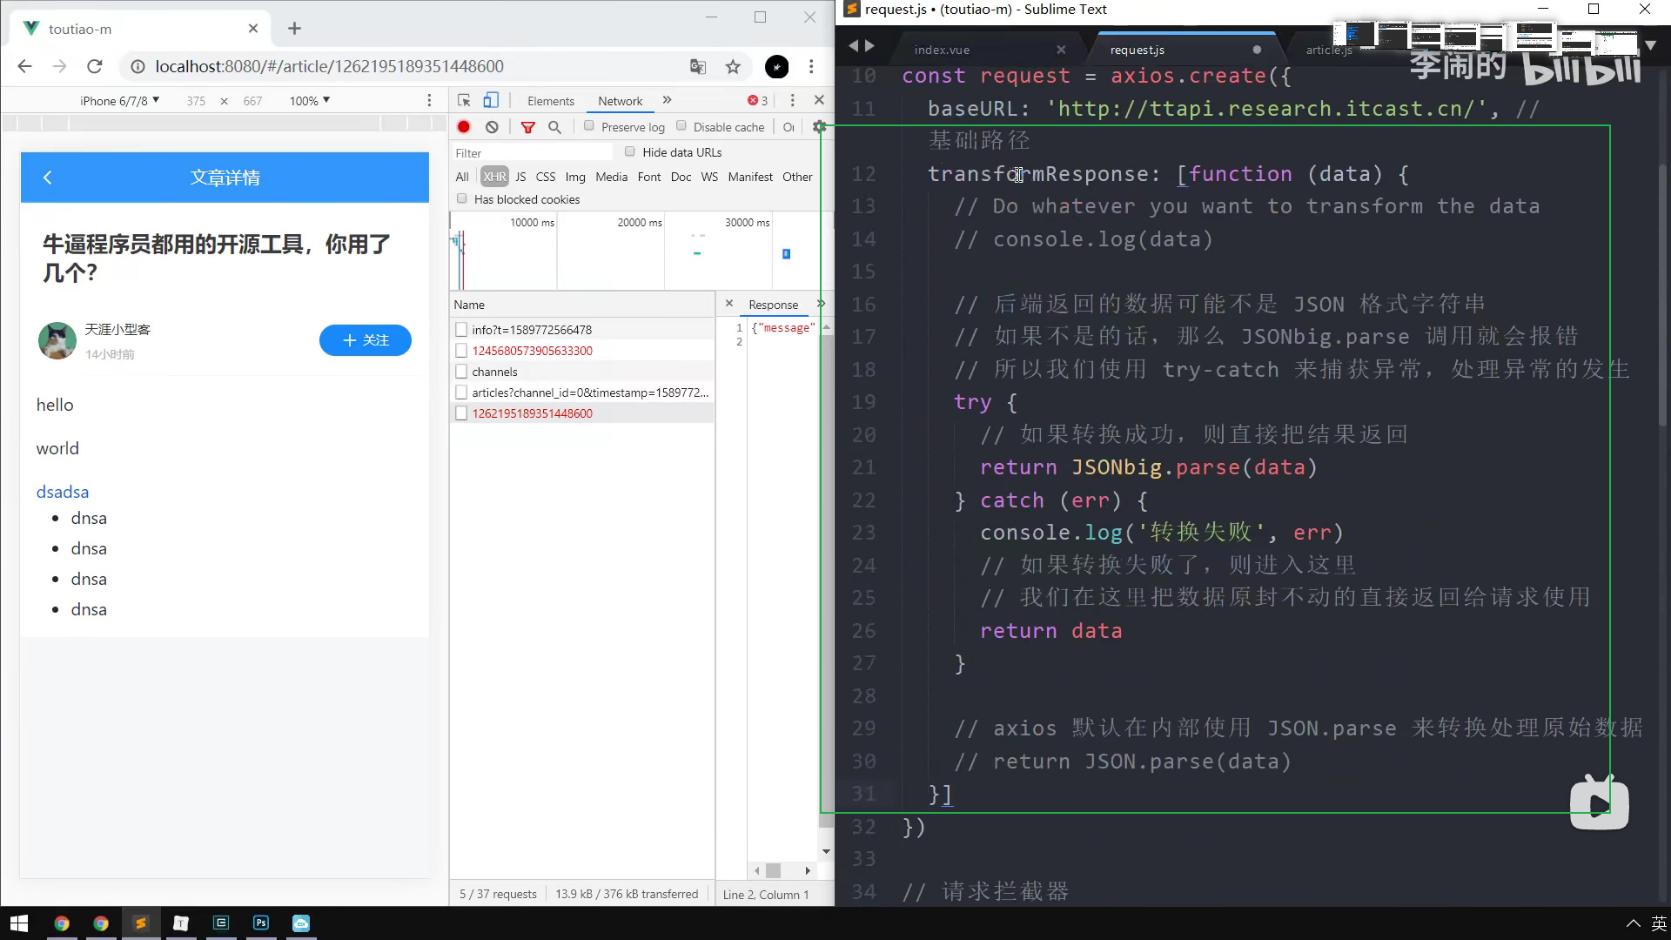 toutiao-m
localhost:8080/#/article/1262195189351448600
iPhone 6/7/8 ▼ 375 × 667 100% ▼
文章详情
牛逼程序员都用的开源工具，你用了
几个？
天涯小型客
14小时前
关注
hello
world
dsadsa
dnsa
dnsa
dnsa
dnsa
Elements Network 3
Preserve log Disable cache
Filter Hide data URLs
All XHR JS CSS Img Media Font Doc WS Manifest Other
Has blocked cookies
10000 ms 20000 ms 30000 ms
Name
info?t=1589772566478
1245680573905633300
channels
articles?channel_id=0&timestamp=1589772...
1262195189351448600
Response
1 {"message"
2
5 / 37 requests 13.9 kB / 376 kB transferred Line 2, Column 1
request.js • (toutiao-m) - Sublime Text
index.vue request.js article.js
李闹的 bilibili
10 const request = axios.create({
11 baseURL: 'http://ttapi.research.itcast.cn/', //
基础路径
12 transformResponse: [function (data) {
13 // Do whatever you want to transform the data
14 // console.log(data)
15
16 // 后端返回的数据可能不是 JSON 格式字符串
17 // 如果不是的话，那么 JSONbig.parse 调用就会报错
18 // 所以我们使用 try-catch 来捕获异常，处理异常的发生
19 try {
20 // 如果转换成功，则直接把结果返回
21 return JSONbig.parse(data)
22 } catch (err) {
23 console.log('转换失败', err)
24 // 如果转换失败了，则进入这里
25 // 我们在这里把数据原封不动的直接返回给请求使用
26 return data
27 }
28
29 // axios 默认在内部使用 JSON.parse 来转换处理原始数据
30 // return JSON.parse(data)
31 }]
32 })
33
34 // 请求拦截器
英